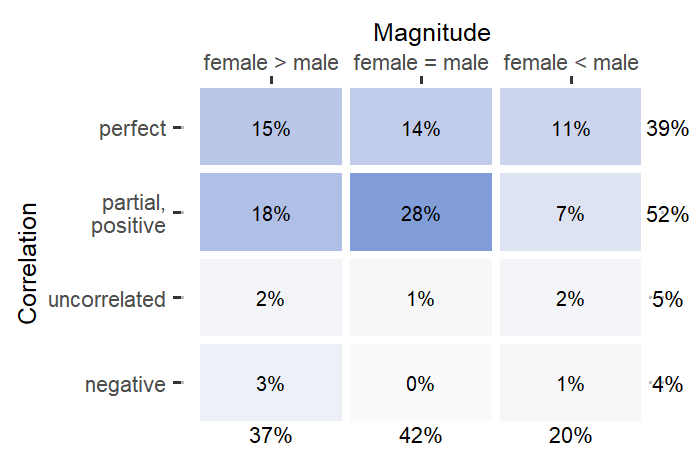 Magnitude
female > male female = male female < male
perfect 15% 14% 11% 39%
partial,
positive 18% 28% 7% 52%
uncorrelated 2% 1% 2% 5%
negative 3% 0% 1% 4%
37% 42% 20%
Correlation